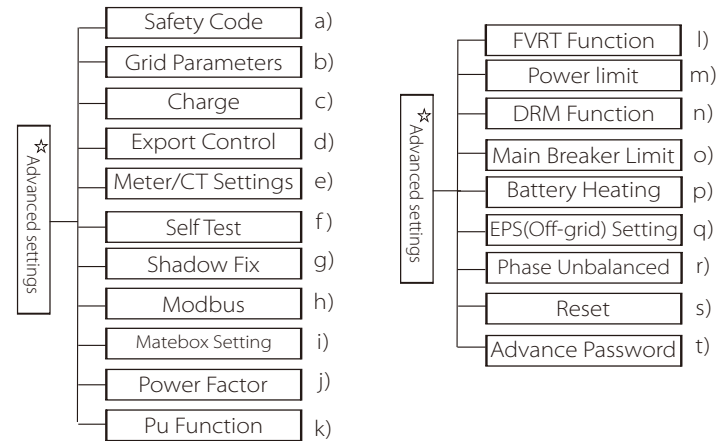 ☆ Advanced settings
Safety Code a)
Grid Parameters b)
Charge c)
Export Control d)
Meter/CT Settings e)
Self Test f)
Shadow Fix g)
Modbus h)
Matebox Setting i)
Power Factor j)
Pu Function k)
☆ Advanced settings
FVRT Function l)
Power limit m)
DRM Function n)
Main Breaker Limit o)
Battery Heating p)
EPS(Off-grid) Setting q)
Phase Unbalanced r)
Reset s)
Advance Password t)